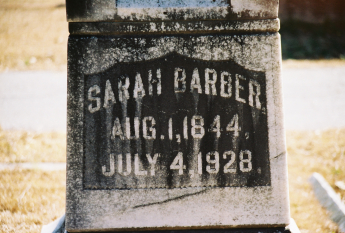 SARAH BARBER.
AUG. 1, 1844.
JULY 4, 1928.